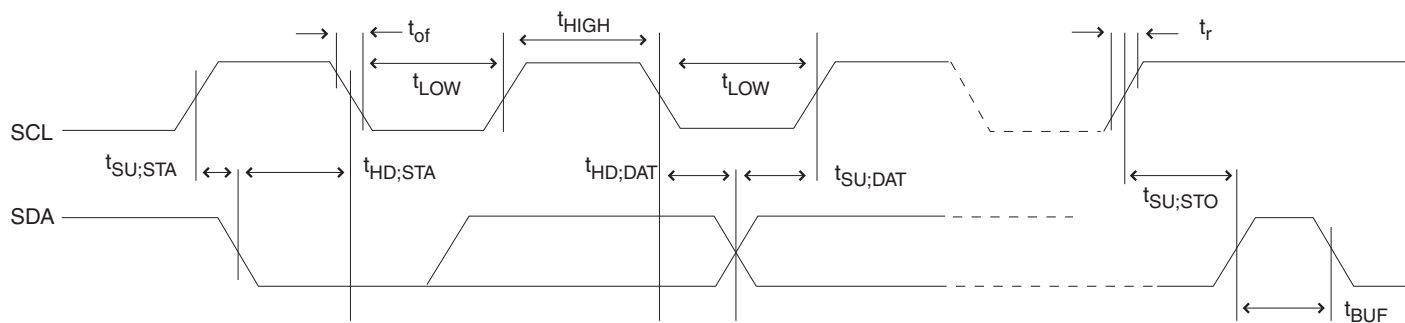 t_of
t_HIGH
t_r
t_LOW
t_LOW
SCL
t_SU;STA
t_HD;STA
t_HD;DAT
t_SU;DAT
t_SU;STO
SDA
t_BUF